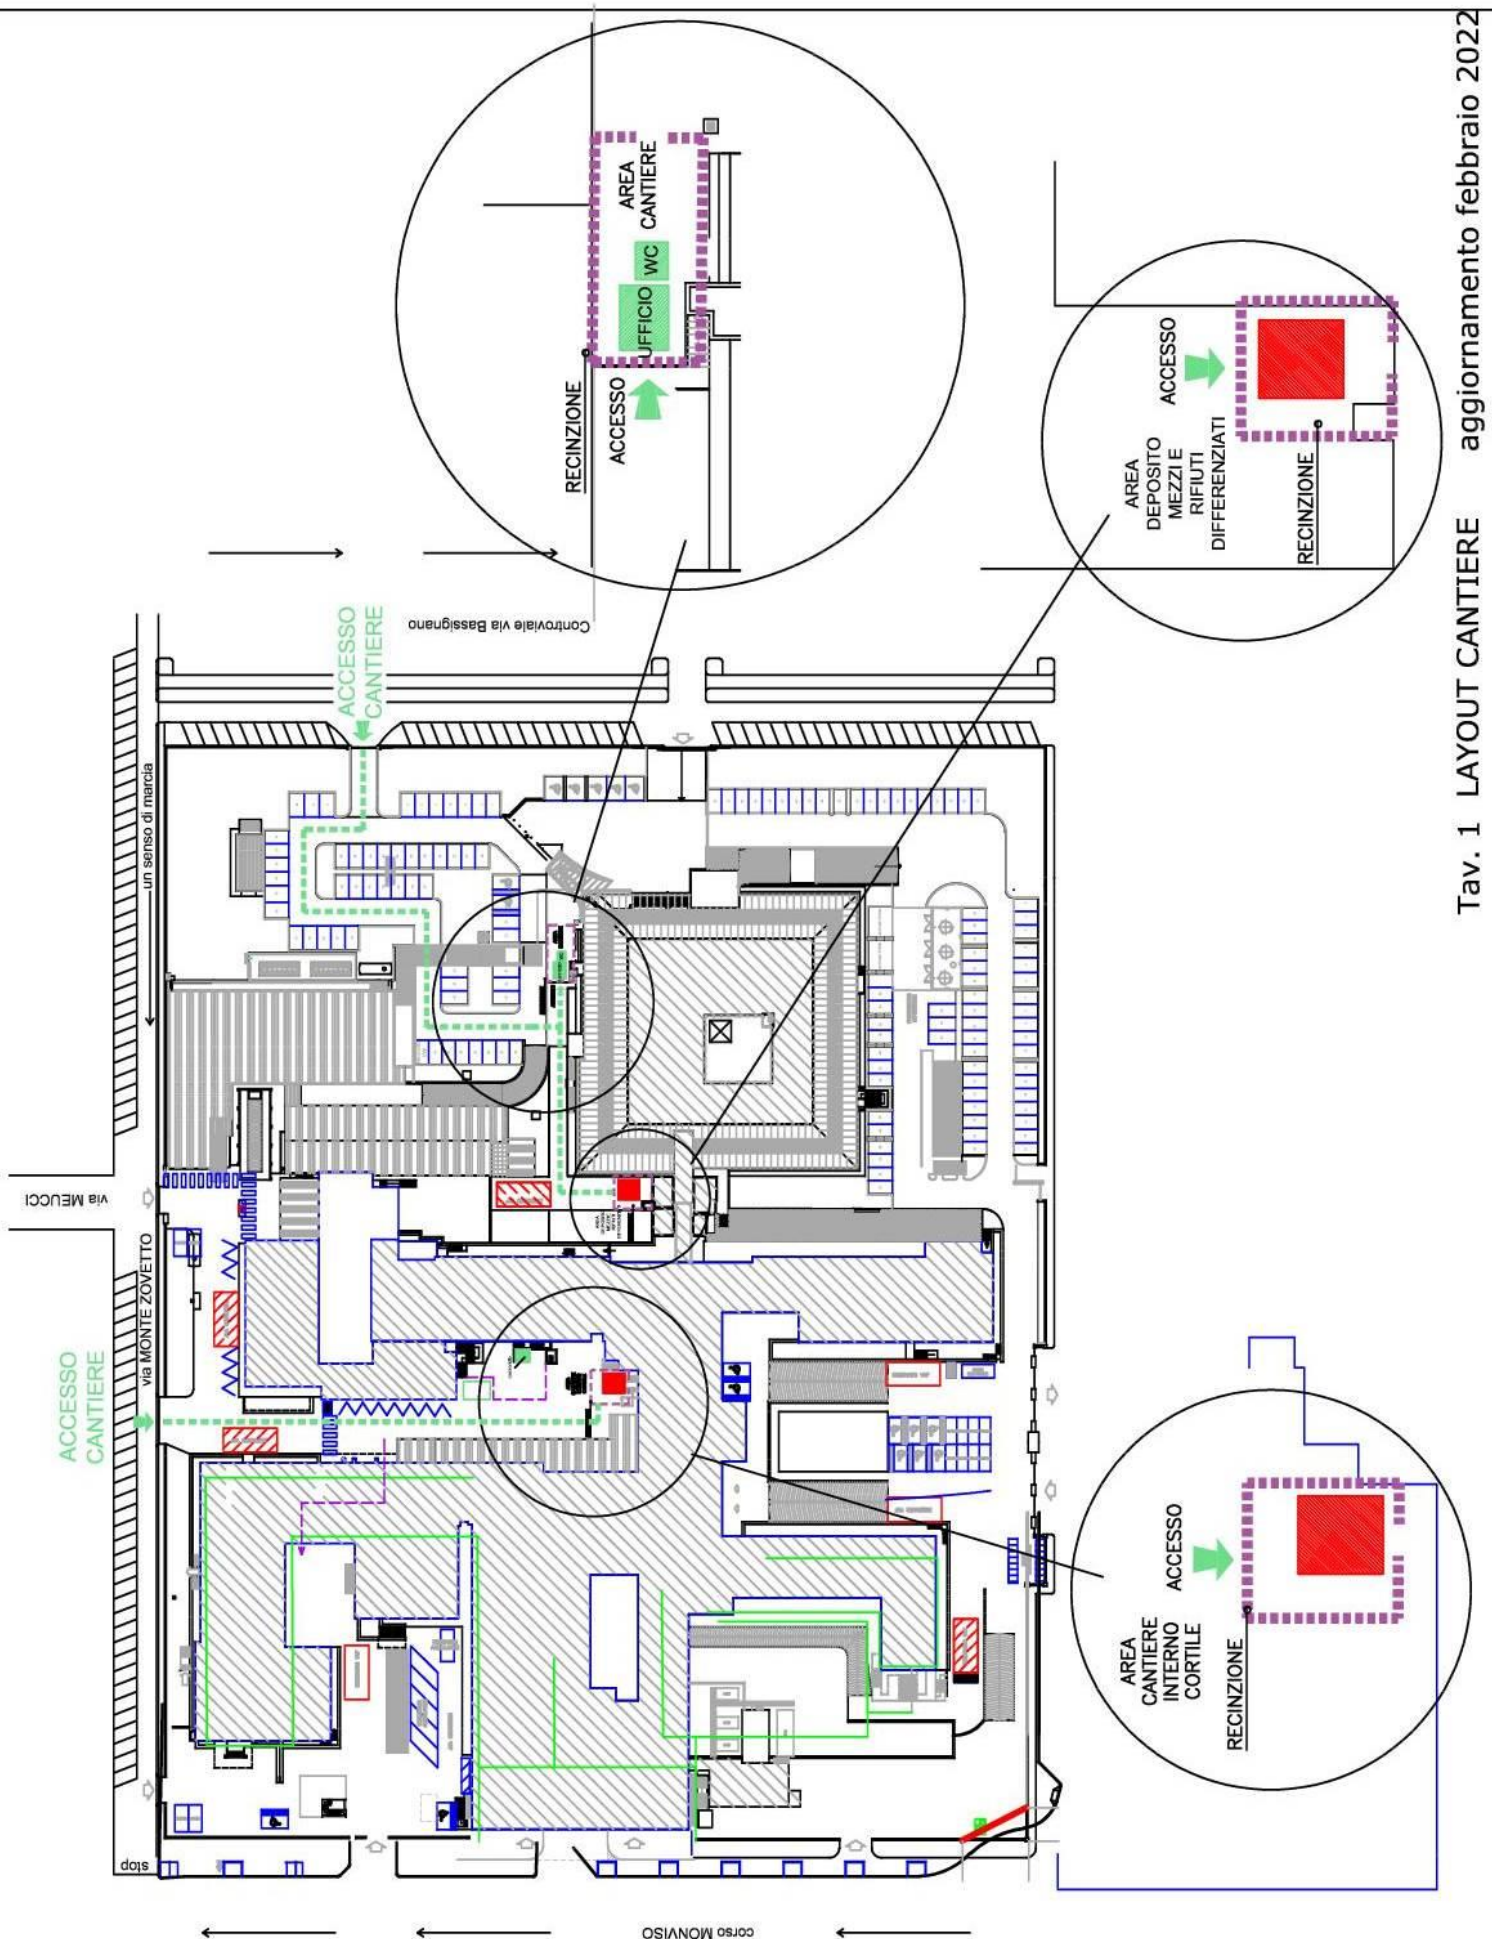 Tav. 1 LAYOUT CANTIERE aggiornamento febbraio 2022
ACCESSO
CANTIERE
via MONTE ZOVETTO
via MEUCCI
un senso di marcia
stop
corso MONVISO
ACCESSO
CANTIERE
Controviale via Bassignano
RECINZIONE
ACCESSO
UFFICIO
WC
AREA
CANTIERE
AREA
DEPOSITO
MEZZI E
RIFIUTI
DIFFERENZIATI
ACCESSO
RECINZIONE
AREA
CANTIERE
INTERNO
CORTILE
ACCESSO
RECINZIONE